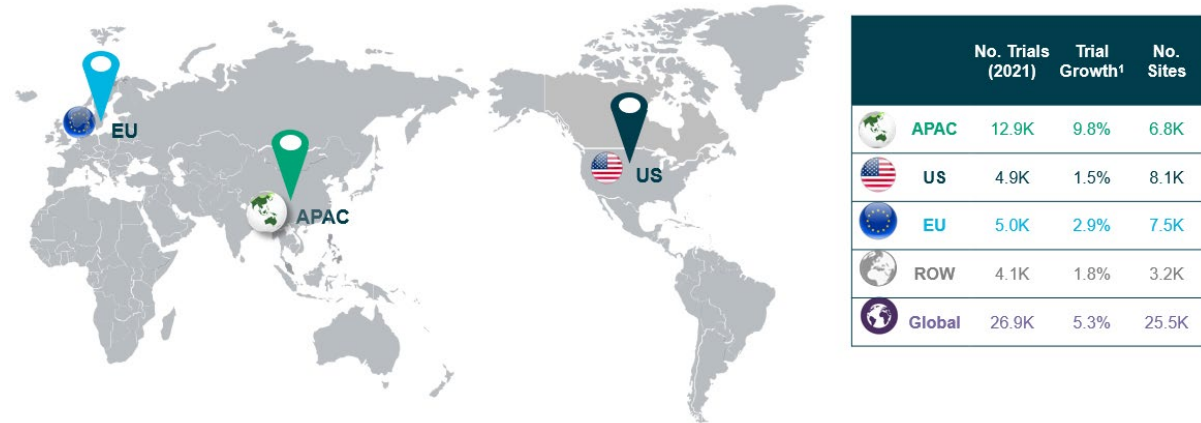 EU
APAC
US
No. Trials (2021) Trial Growth¹ No. Sites
APAC 12.9K 9.8% 6.8K
US 4.9K 1.5% 8.1K
EU 5.0K 2.9% 7.5K
ROW 4.1K 1.8% 3.2K
Global 26.9K 5.3% 25.5K